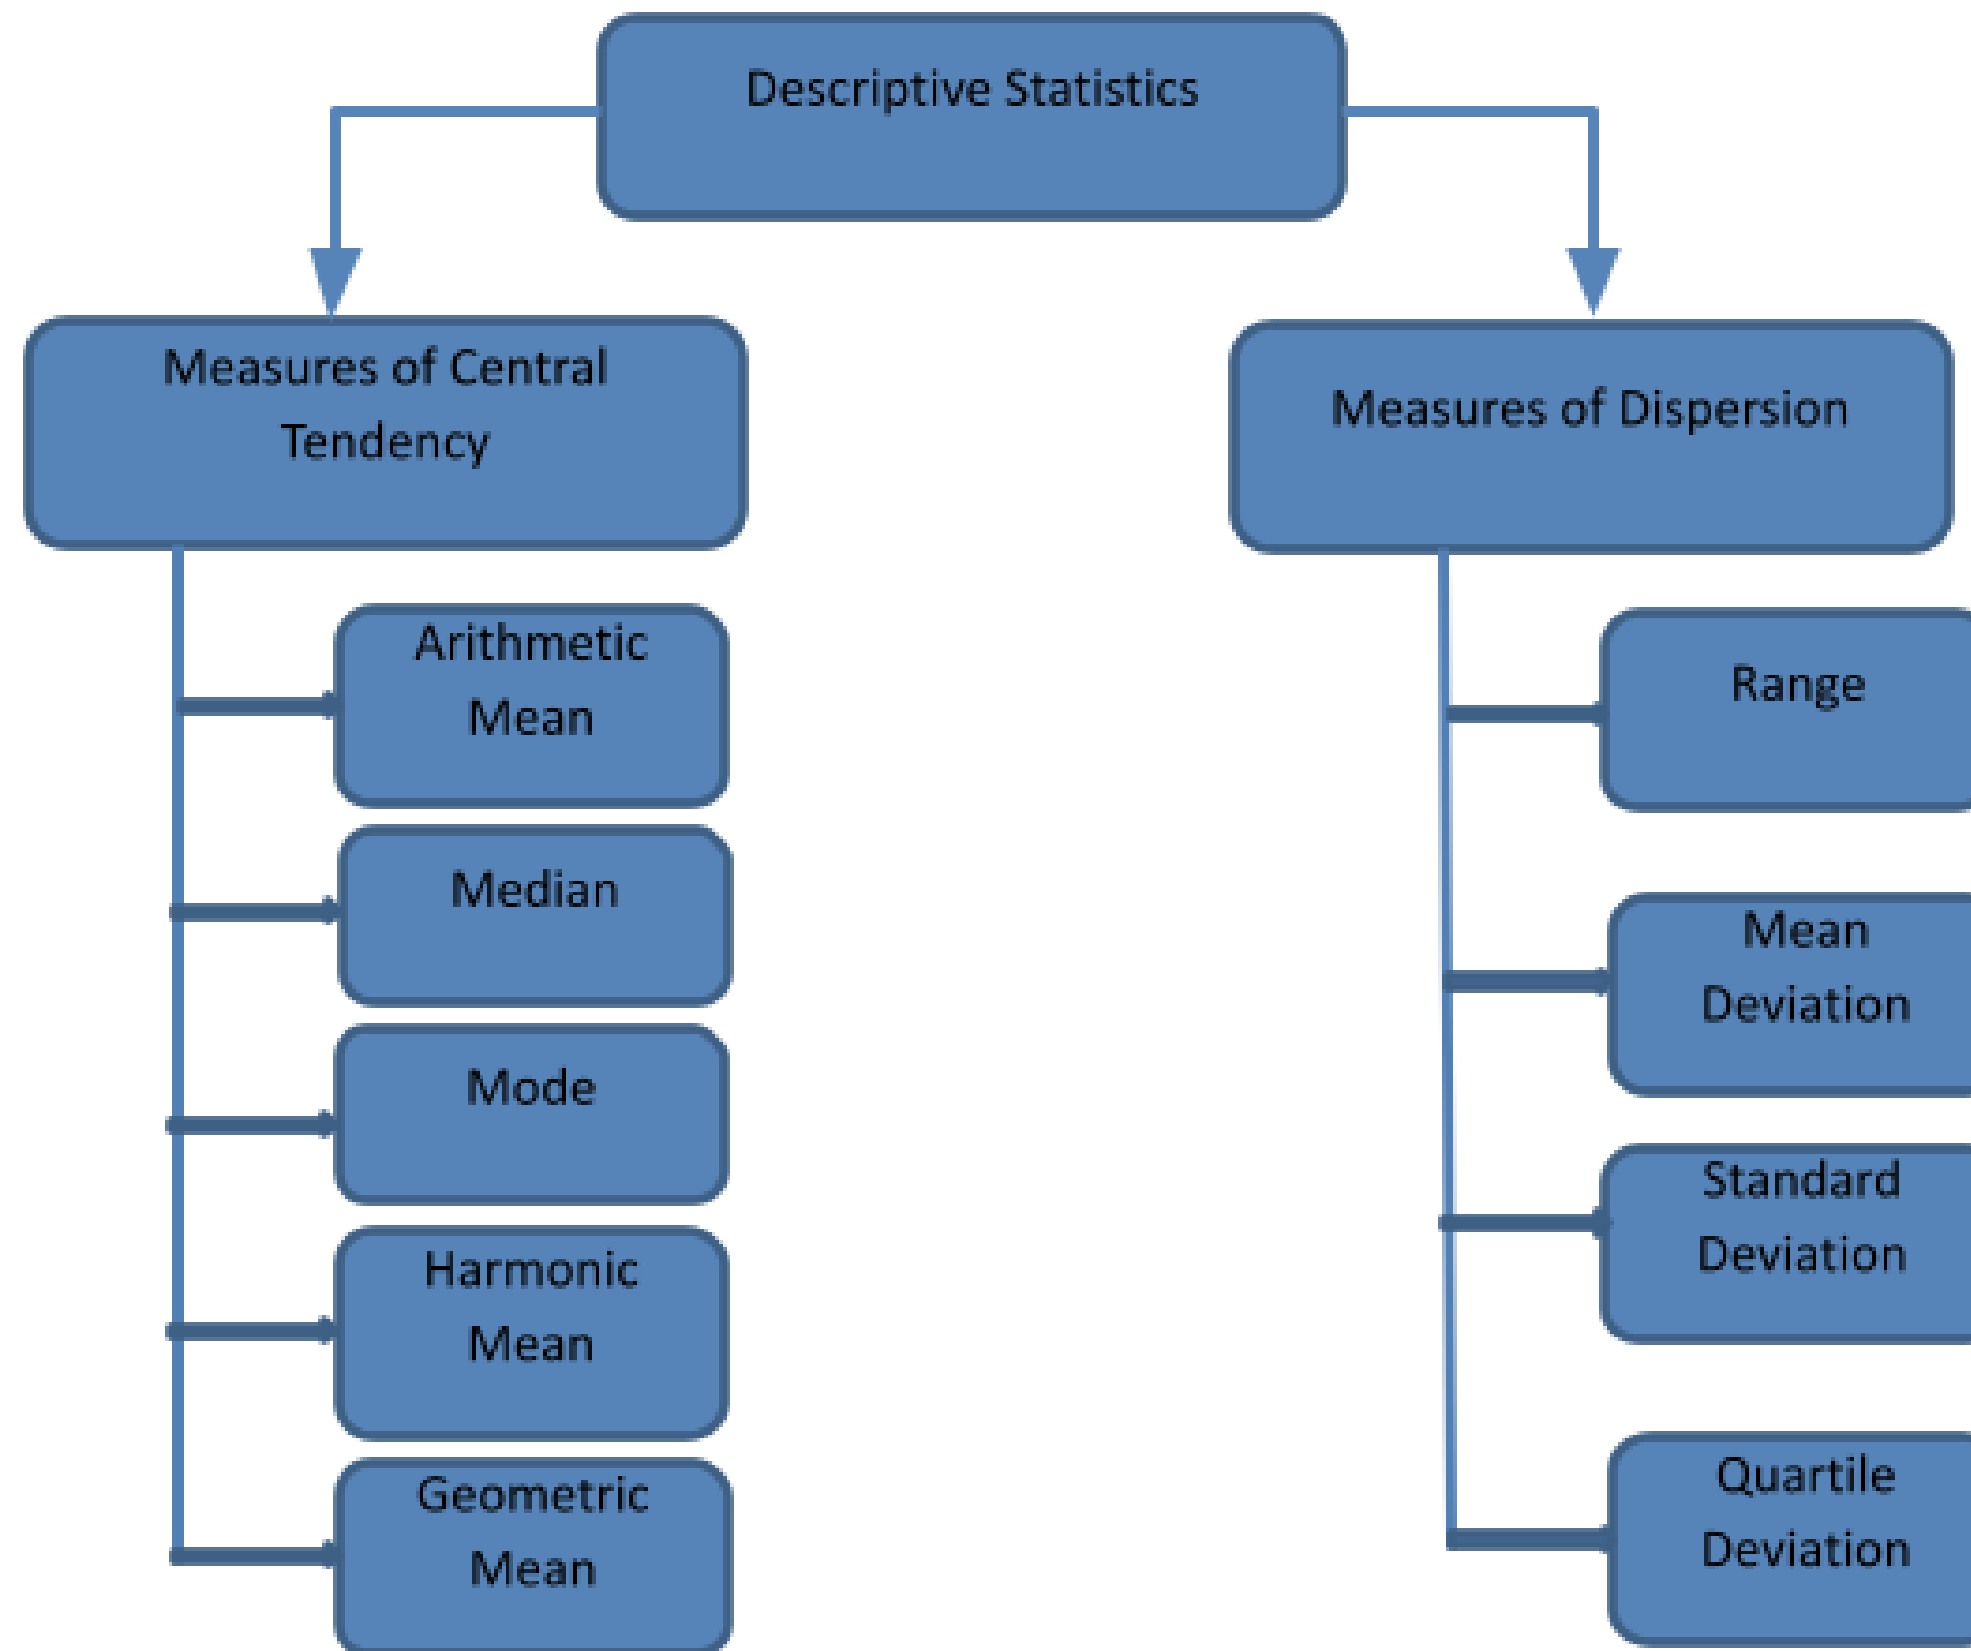 Descriptive Statistics
Measures of Central
Tendency
Arithmetic
Mean
Median
Mode
Harmonic
Mean
Geometric
Mean
Measures of Dispersion
Range
Mean
Deviation
Standard
Deviation
Quartile
Deviation